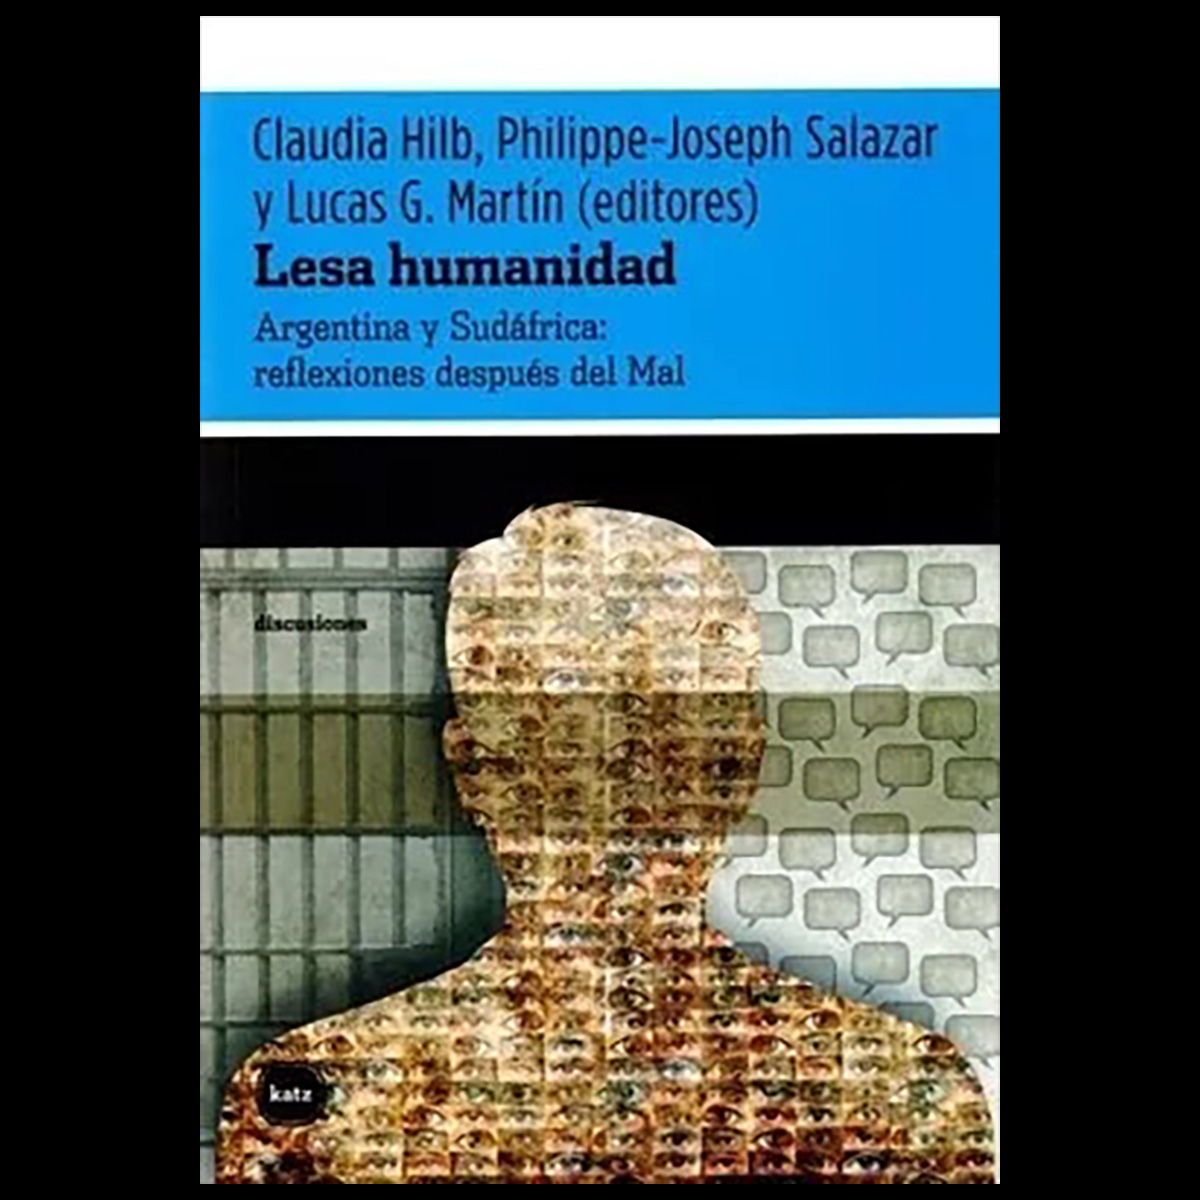 Claudia Hilb, Philippe-Joseph Salazar
y Lucas G. Martín (editores)
Lesa humanidad
Argentina y Sudáfrica:
reflexiones después del Mal
discusiones
katz